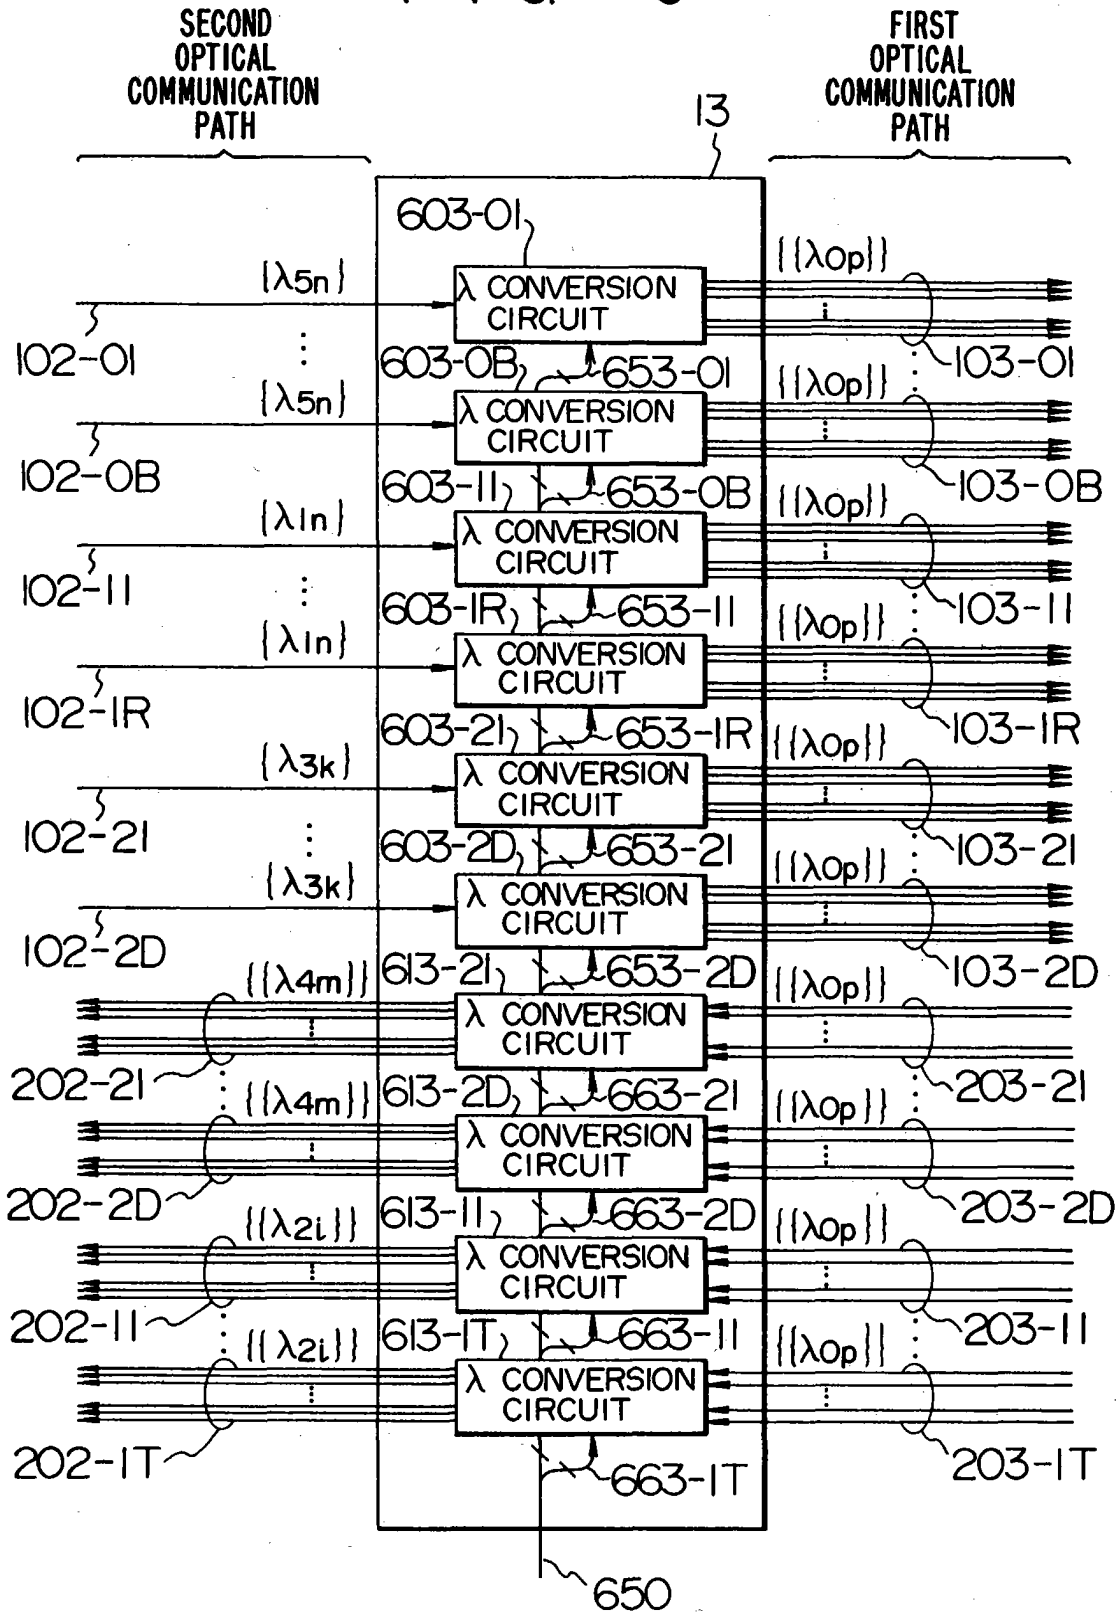 SECOND
OPTICAL
COMMUNICATION
PATH
FIRST
OPTICAL
COMMUNICATION
PATH
13
603-01
{λ5n}
λ CONVERSION
CIRCUIT
{{λ0p}}
102-01
103-01
603-0B
653-01
{λ5n}
λ CONVERSION
CIRCUIT
{{λ0p}}
102-0B
103-0B
603-11
653-0B
{λ1n}
λ CONVERSION
CIRCUIT
{{λ0p}}
102-11
103-11
603-1R
653-11
{λ1n}
λ CONVERSION
CIRCUIT
{{λ0p}}
102-1R
103-1R
603-21
653-1R
{λ3k}
λ CONVERSION
CIRCUIT
{{λ0p}}
102-21
103-21
603-2D
653-21
{λ3k}
λ CONVERSION
CIRCUIT
{{λ0p}}
102-2D
103-2D
613-21
653-2D
{{λ4m}}
λ CONVERSION
CIRCUIT
{{λ0p}}
202-21
203-21
613-2D
663-21
{{λ4m}}
λ CONVERSION
CIRCUIT
{{λ0p}}
202-2D
203-2D
613-11
663-2D
{{λ2i}}
λ CONVERSION
CIRCUIT
{{λ0p}}
202-11
203-11
613-1T
663-11
{{λ2i}}
λ CONVERSION
CIRCUIT
{{λ0p}}
202-1T
203-1T
663-1T
650